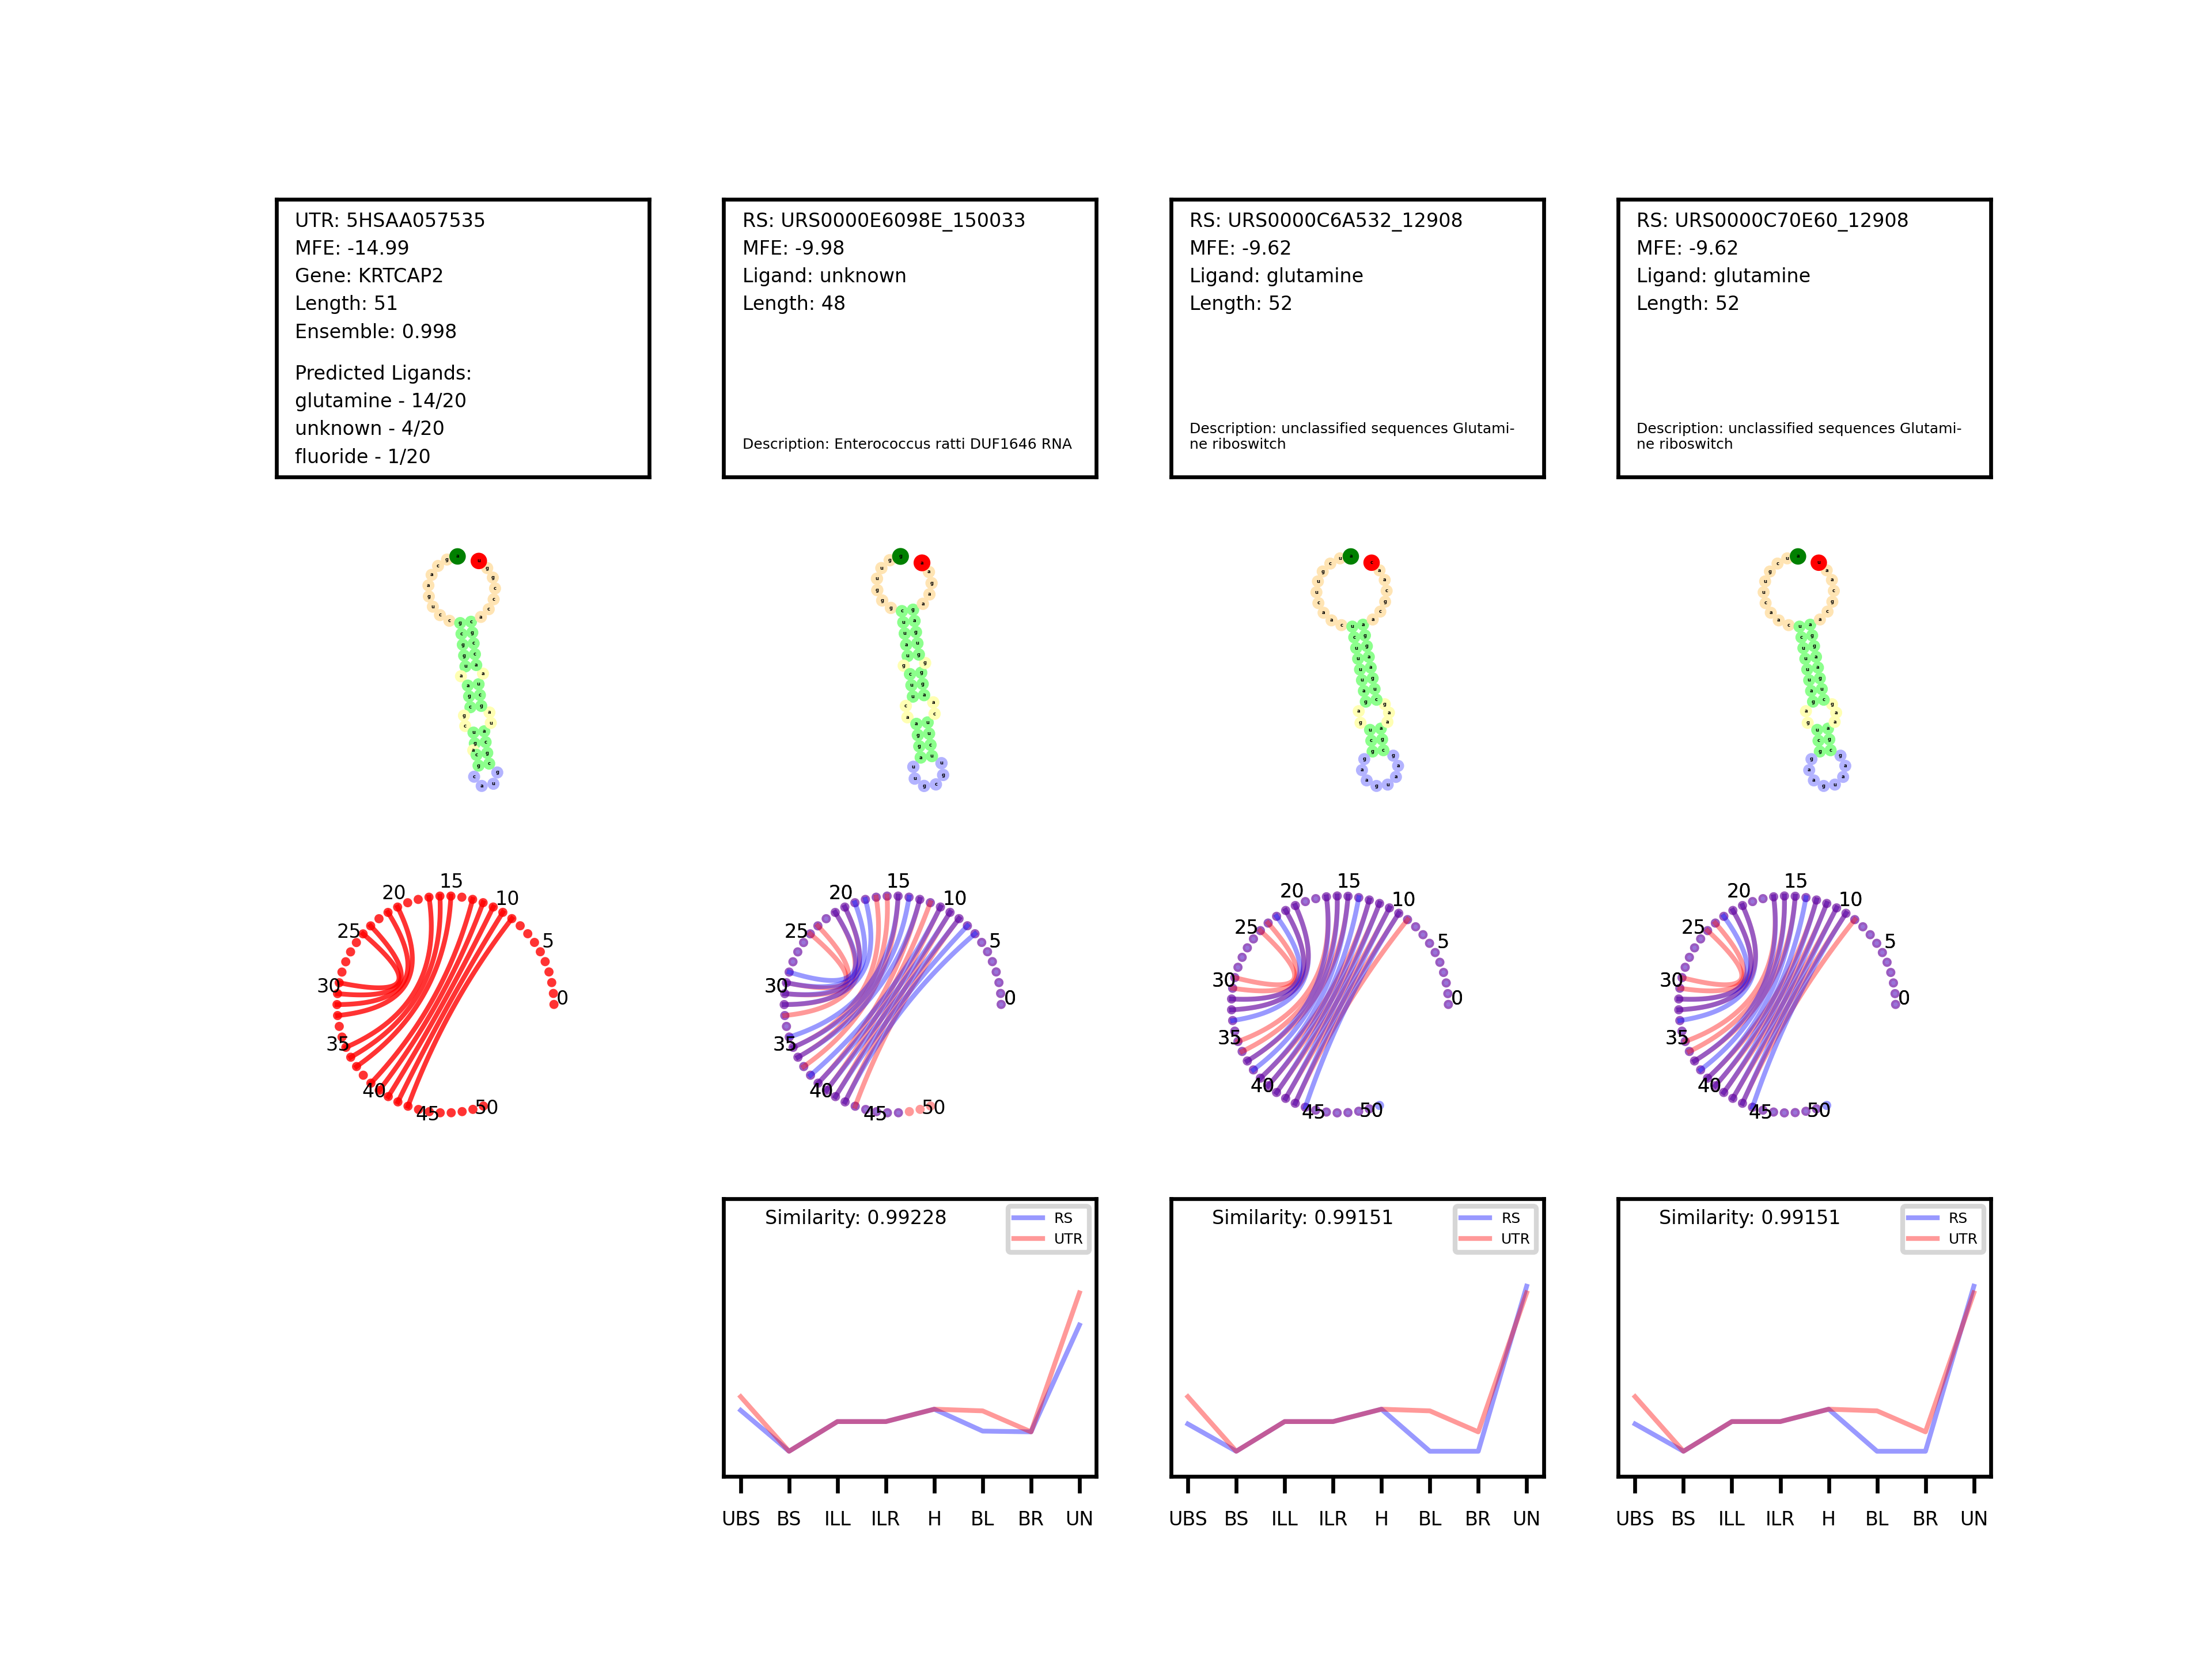 UTR: 5HSAA057535
MFE: -14.99
Gene: KRTCAP2
Length: 51
Ensemble: 0.998
Predicted Ligands:
glutamine - 14/20
unknown - 4/20
fluoride - 1/20
RS: URS0000E6098E_150033
MFE: -9.98
Ligand: unknown
Length: 48
Description: Enterococcus ratti DUF1646 RNA
RS: URS0000C6A532_12908
MFE: -9.62
Ligand: glutamine
Length: 52
Description: unclassified sequences Glutami-
ne riboswitch
RS: URS0000C70E60_12908
MFE: -9.62
Ligand: glutamine
Length: 52
Description: unclassified sequences Glutami-
ne riboswitch
0 5 10 15 20 25 30 35 40 45 50
0 5 10 15 20 25 30 35 40 45 50
0 5 10 15 20 25 30 35 40 45 50
0 5 10 15 20 25 30 35 40 45 50
Similarity: 0.99228
RS
UTR
UBS BS ILL ILR H BL BR UN
Similarity: 0.99151
RS
UTR
UBS BS ILL ILR H BL BR UN
Similarity: 0.99151
RS
UTR
UBS BS ILL ILR H BL BR UN